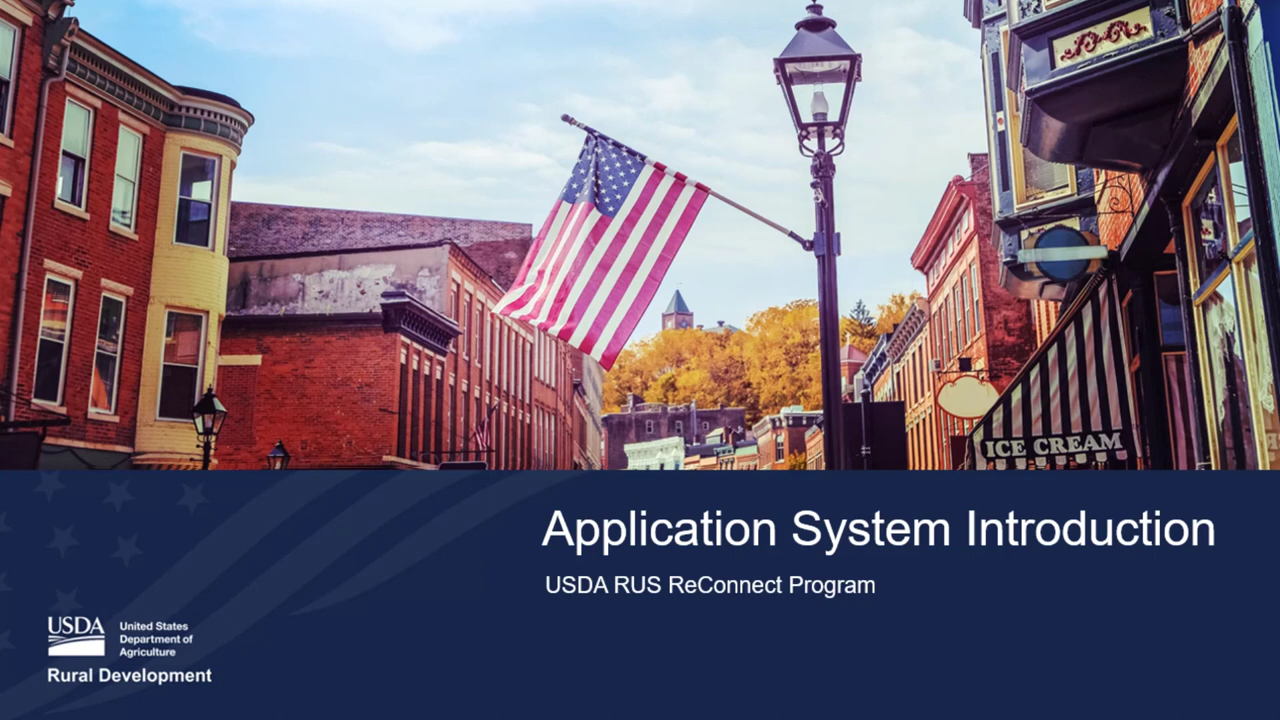 ICE CREAM
Application System Introduction
USDA RUS ReConnect Program
USDA
United States
Department of
Agriculture
Rural Development